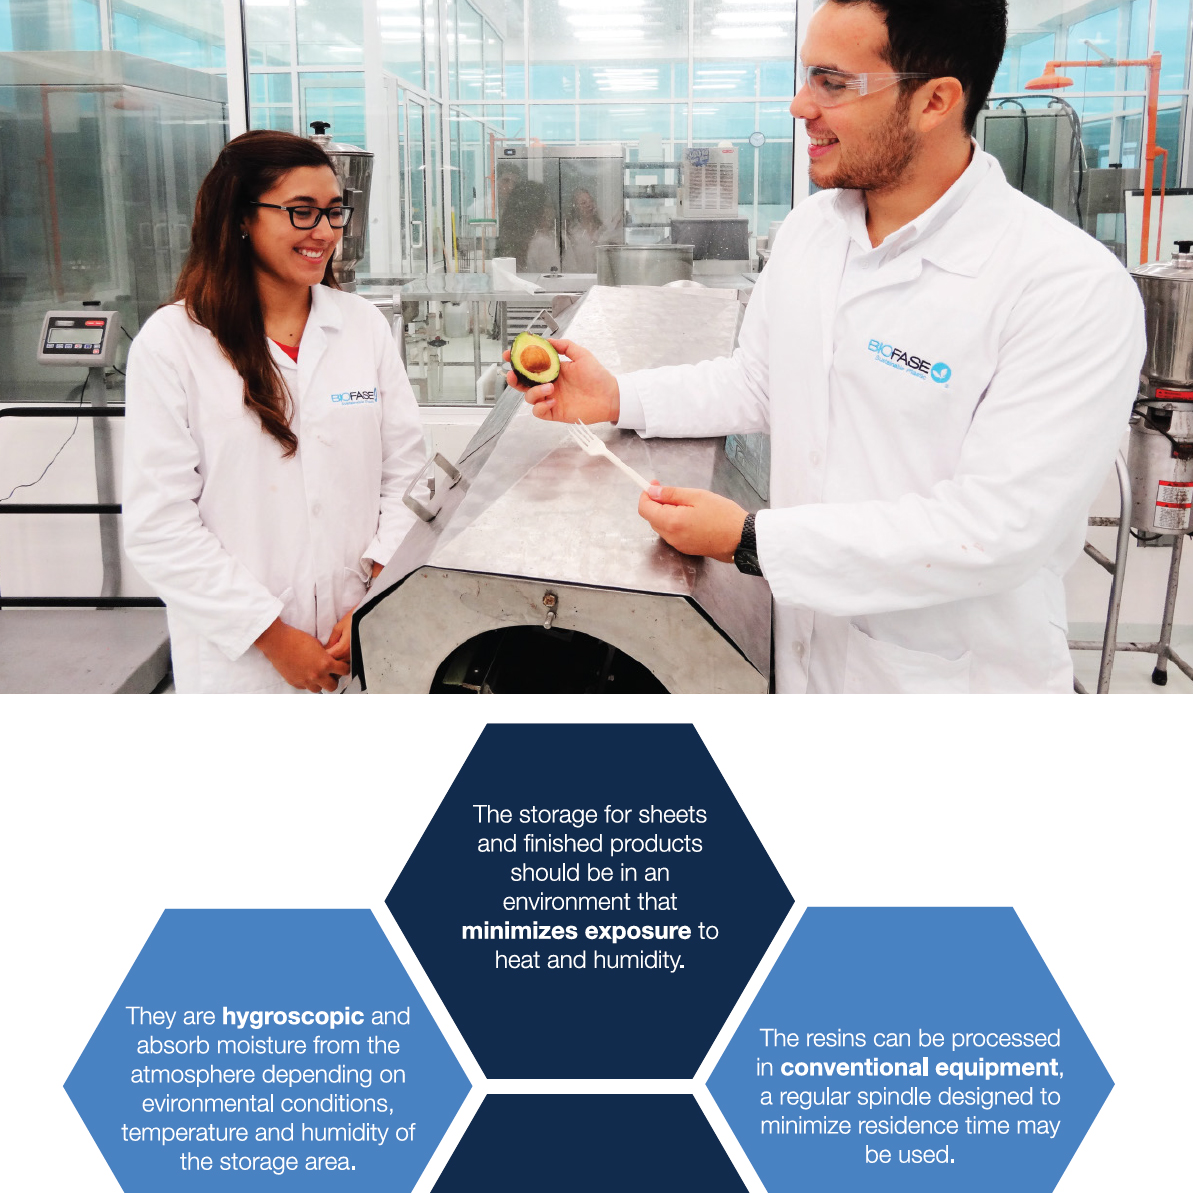 BIOFASE
BIOFASE
The storage for sheets
and finished products
should be in an
environment that
minimizes exposure to
heat and humidity.
They are hygroscopic and
absorb moisture from the
atmosphere depending on
evironmental conditions,
temperature and humidity of
the storage area.
The resins can be processed
in conventional equipment,
a regular spindle designed to
minimize residence time may
be used.